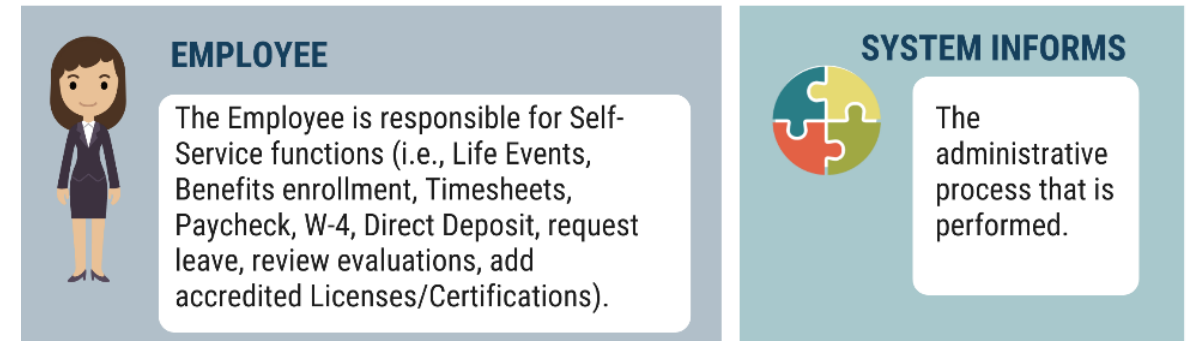 EMPLOYEE
The Employee is responsible for Self-
Service functions (i.e., Life Events,
Benefits enrollment, Timesheets,
Paycheck, W-4, Direct Deposit, request
leave, review evaluations, add
accredited Licenses/Certifications).
SYSTEM INFORMS
The
administrative
process that is
performed.